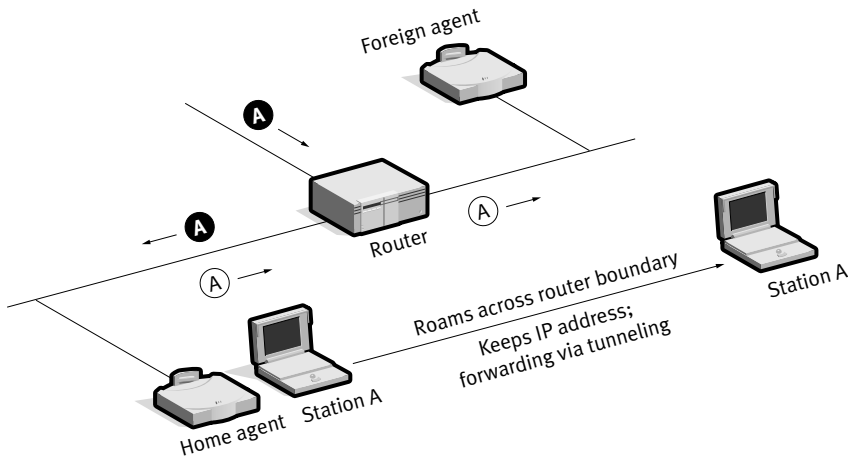 Foreign agent
A
A
Router
A
A
Roams across router boundary
Keeps IP address;
forwarding via tunneling
Station A
Station A
Home agent